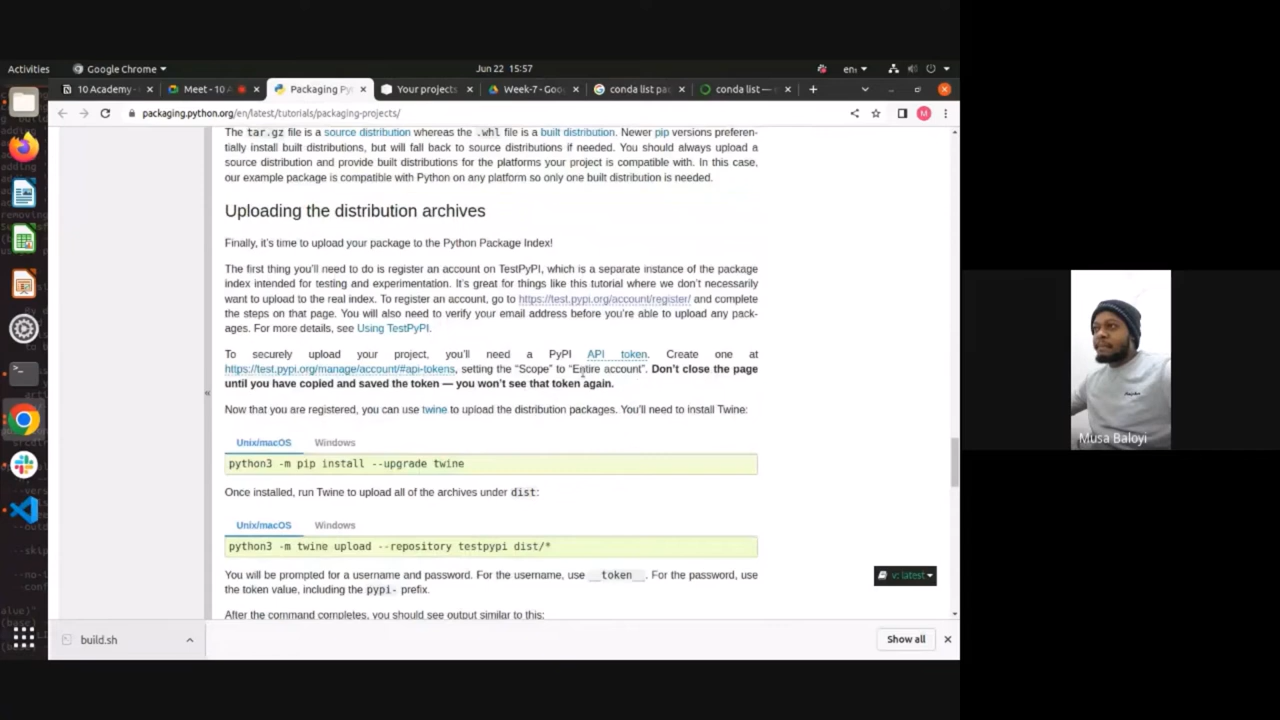 Activities
Google Chrome
Jun 22 15:57
en
10 Academy -
Meet - 10
Packaging Py
Your projects
Week-7 - Goo
conda list pac
conda list —
packaging.python.org/en/latest/tutorials/packaging-projects/
M
The tar.gz file is a source distribution whereas the .whl file is a built distribution. Newer pip versions preferen-
tially install built distributions, but will fall back to source distributions if needed. You should always upload a
source distribution and provide built distributions for the platforms your project is compatible with. In this case,
our example package is compatible with Python on any platform so only one built distribution is needed.
Uploading the distribution archives
Finally, it's time to upload your package to the Python Package Index!
The first thing you'll need to do is register an account on TestPyPI, which is a separate instance of the package
index intended for testing and experimentation. It's great for things like this tutorial where we don't necessarily
want to upload to the real index. To register an account, go to https://test.pypi.org/account/register/ and complete
the steps on that page. You will also need to verify your email address before you're able to upload any pack-
ages. For more details, see Using TestPyPI.
To securely upload your project, you'll need a PyPI API token. Create one at
https://test.pypi.org/manage/account/#api-tokens, setting the “Scope” to “Entire account”. Don't close the page
until you have copied and saved the token — you won't see that token again.
Now that you are registered, you can use twine to upload the distribution packages. You'll need to install Twine:
Unix/macOS Windows
python3 -m pip install --upgrade twine
Once installed, run Twine to upload all of the archives under dist:
Unix/macOS Windows
python3 -m twine upload --repository testpypi dist/*
You will be prompted for a username and password. For the username, use __token__. For the password, use
the token value, including the pypi- prefix.
After the command completes, you should see output similar to this:
v: latest
build.sh
Show all
Musa Baloyi